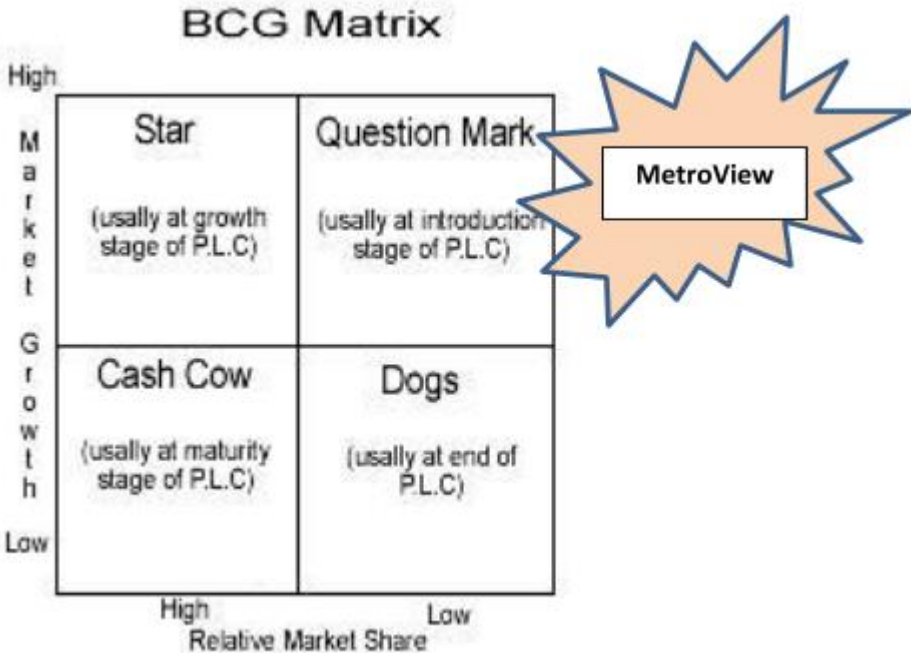 BCG Matrix
High
Market Growth
Low
Star
(usally at growth
stage of P.L.C)
Question Mark
(usually at introduction
stage of P.L.C)
MetroView
Cash Cow
(usally at maturity
stage of P.L.C)
Dogs
(usally at end of
P.L.C)
High
Low
Relative Market Share